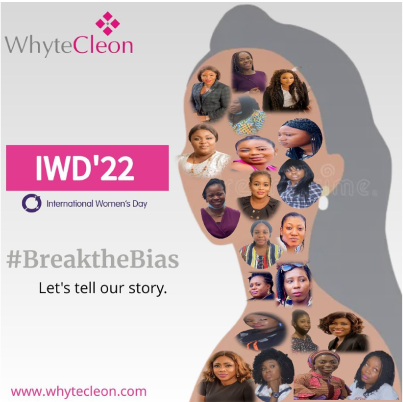 WhyteCleon
IWD'22
International Women's Day
#BreaktheBias
Let's tell our story.
www.whytecleon.com